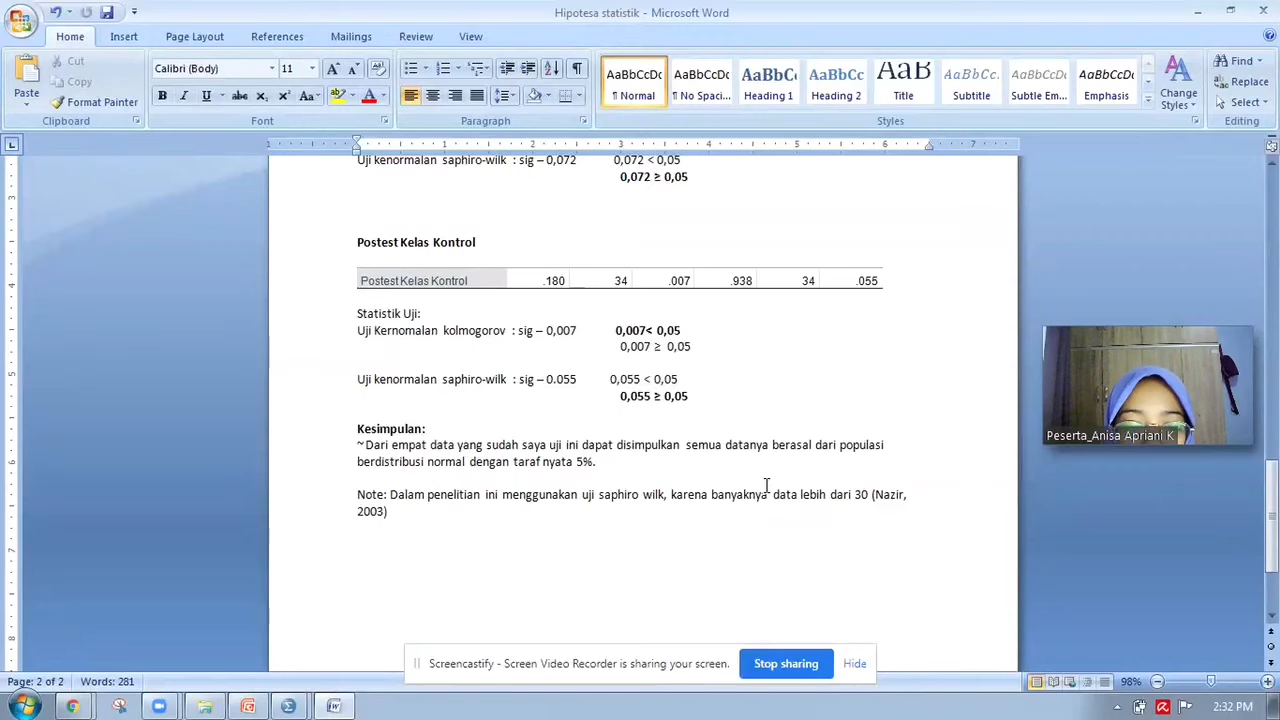 Hipotesa statistik - Microsoft Word
Home Insert Page Layout References Mailings Review View
Paste
Cut
Copy
Format Painter
Clipboard
Calibri (Body) 11
Font
Paragraph
AaBbCcDc AaBbCcDc AaBbCc AaBbCc AaB AaBbCc. AaBbCcDc AaBbCcDc
¶ Normal ¶ No Spaci... Heading 1 Heading 2 Title Subtitle Subtle Em... Emphasis
Change Styles
Styles
Find
Replace
Select
Editing
1 1 2 3 4 5 6 7
Uji kenormalan saphiro-wilk : sig – 0,072 0,072 < 0,05
0,072 ≥ 0,05
Postest Kelas Kontrol
Postest Kelas Kontrol .180 34 .007 .938 34 .055
Statistik Uji:
Uji Kernomalan kolmogorov : sig – 0,007 0,007< 0,05
0,007 ≥ 0,05
Uji kenormalan saphiro-wilk : sig – 0.055 0,055 < 0,05
0,055 ≥ 0,05
Kesimpulan:
~ Dari empat data yang sudah saya uji ini dapat disimpulkan semua datanya berasal dari populasi
berdistribusi normal dengan taraf nyata 5%.
Note: Dalam penelitian ini menggunakan uji saphiro wilk, karena banyaknya data lebih dari 30 (Nazir,
2003)
Peserta_Anisa Apriani K
Screencastify - Screen Video Recorder is sharing your screen. Stop sharing Hide
Page: 2 of 2 Words: 281 98%
2:32 PM